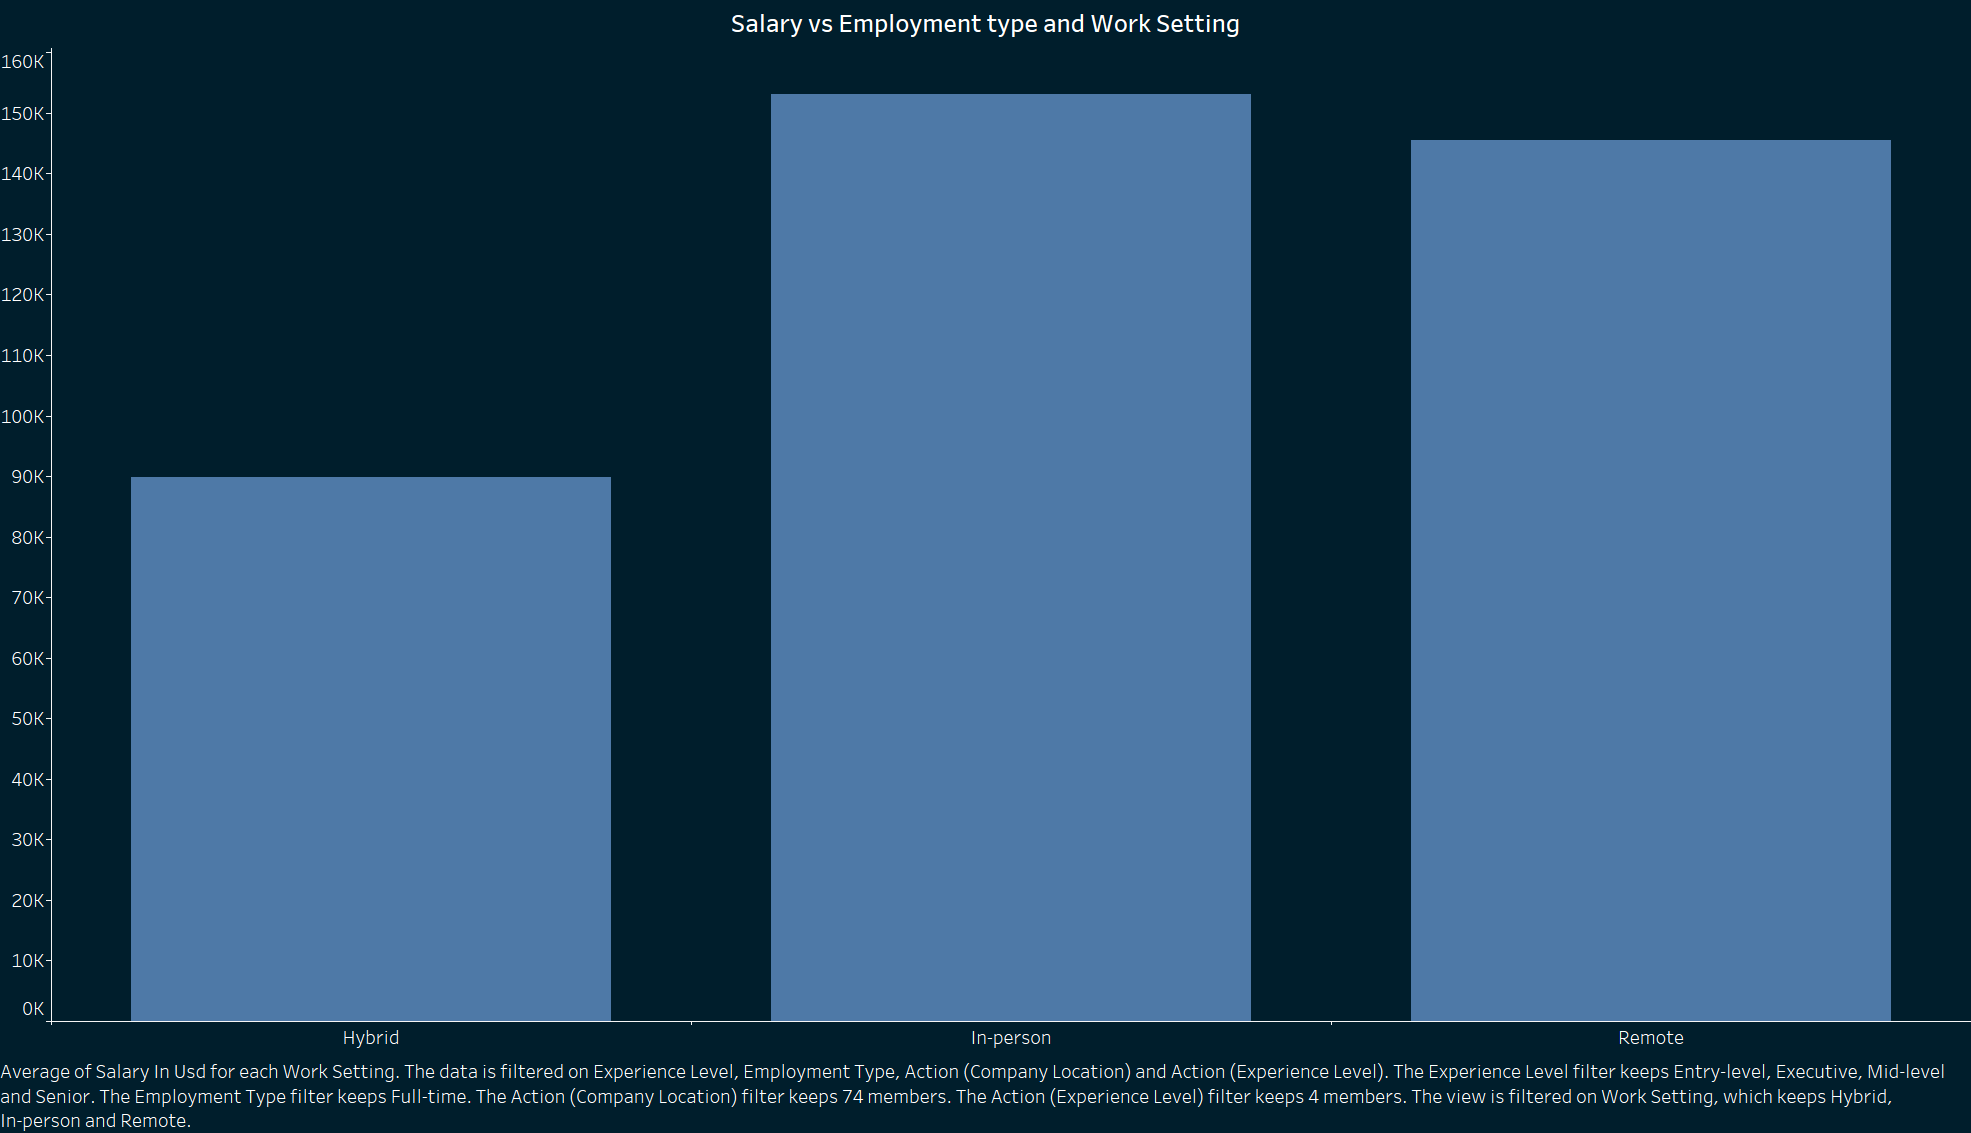 Salary vs Employment type and Work Setting
160K
150K
140K
130K
120K
110K
100K
90K
80K
70K
60K
50K
40K
30K
20K
10K
0K
Hybrid In-person Remote
Average of Salary In Usd for each Work Setting. The data is filtered on Experience Level, Employment Type, Action (Company Location) and Action (Experience Level). The Experience Level filter keeps Entry-level, Executive, Mid-level
and Senior. The Employment Type filter keeps Full-time. The Action (Company Location) filter keeps 74 members. The Action (Experience Level) filter keeps 4 members. The view is filtered on Work Setting, which keeps Hybrid,
In-person and Remote.